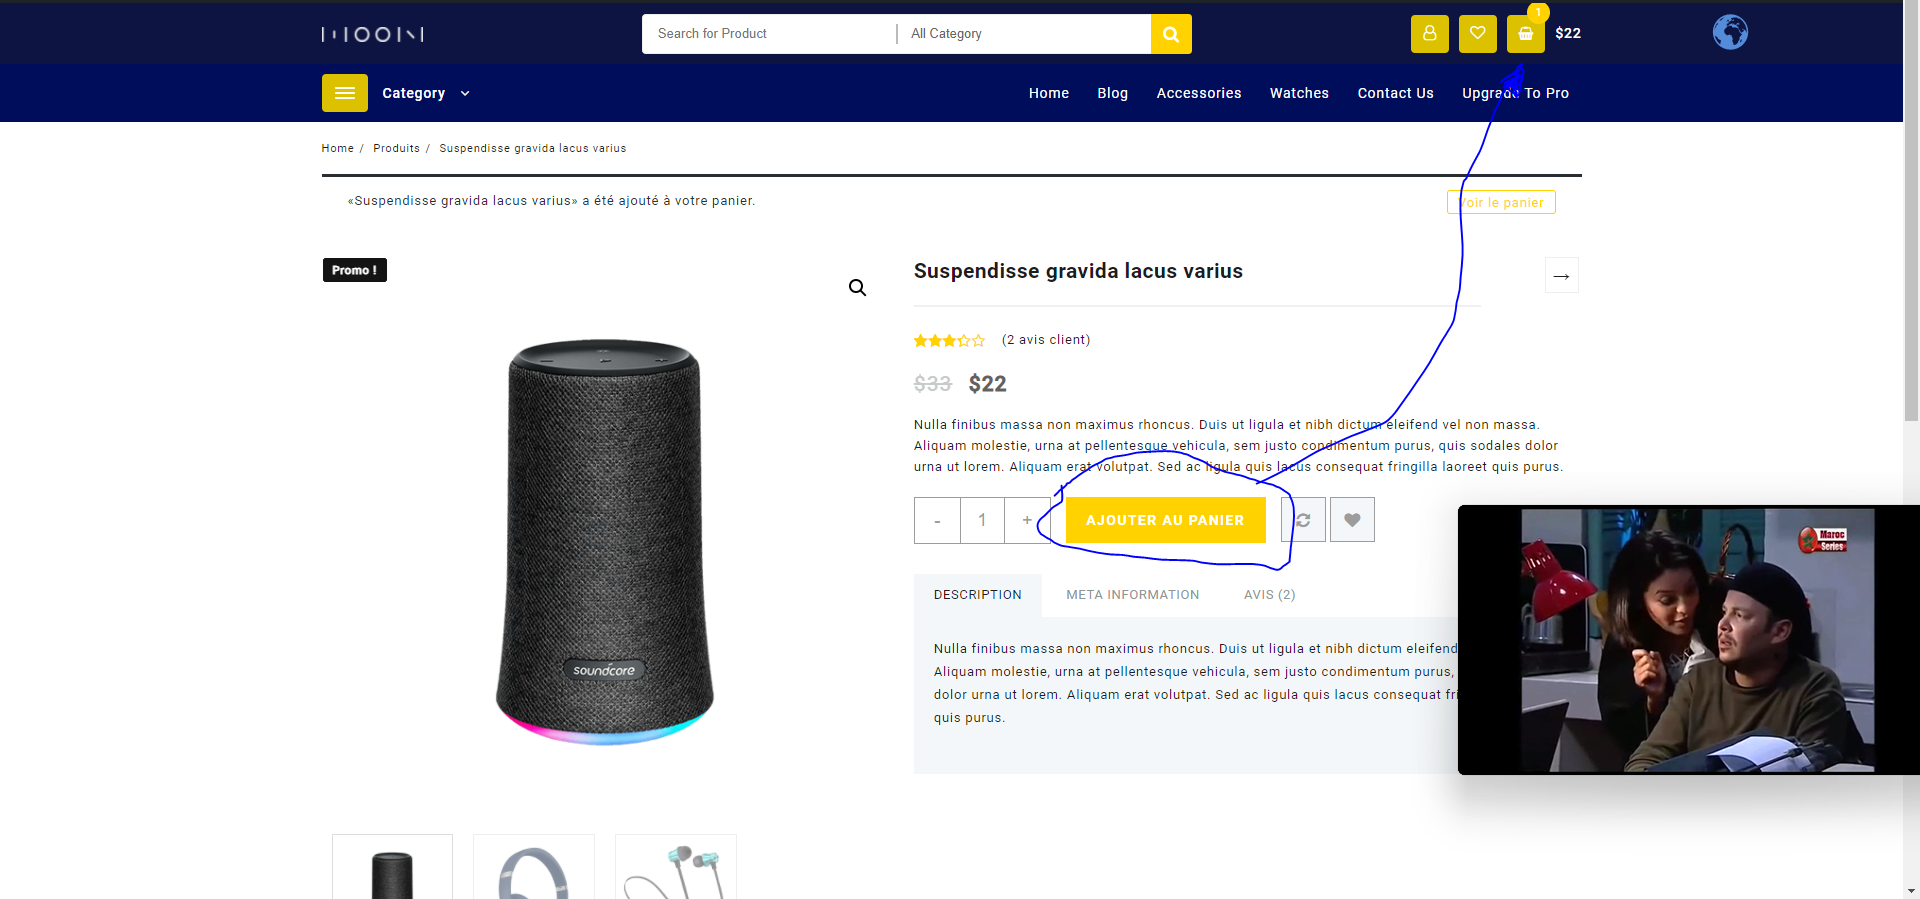 HOON
Search for Product
All Category
1
$22
Category
Home Blog Accessories Watches Contact Us Upgrade To Pro
Home / Produits / Suspendisse gravida lacus varius
«Suspendisse gravida lacus varius» a été ajouté à votre panier.
Voir le panier
Promo !
Suspendisse gravida lacus varius
→
(2 avis client)
$33 $22
Nulla finibus massa non maximus rhoncus. Duis ut ligula et nibh dictum eleifend vel non massa.
Aliquam molestie, urna at pellentesque vehicula, sem justo condimentum purus, quis sodales dolor
urna ut lorem. Aliquam erat volutpat. Sed ac ligula quis lacus consequat fringilla laoreet quis purus.
- 1 +
AJOUTER AU PANIER
soundcore
DESCRIPTION META INFORMATION AVIS (2)
Nulla finibus massa non maximus rhoncus. Duis ut ligula et nibh dictum eleifend
Aliquam molestie, urna at pellentesque vehicula, sem justo condimentum purus,
dolor urna ut lorem. Aliquam erat volutpat. Sed ac ligula quis lacus consequat fri
quis purus.
Maroc
Series